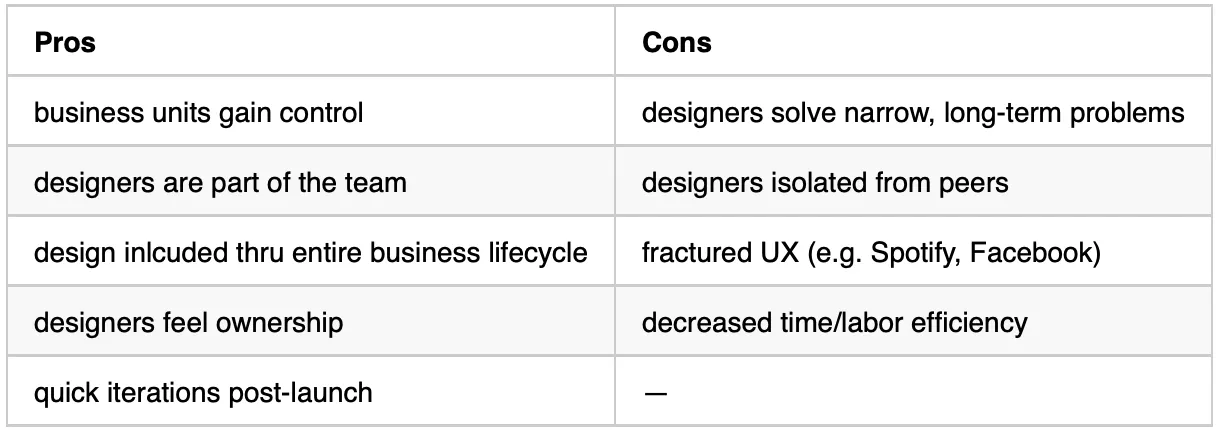 Pros Cons
business units gain control designers solve narrow, long-term problems
designers are part of the team designers isolated from peers
design inlcuded thru entire business lifecycle fractured UX (e.g. Spotify, Facebook)
designers feel ownership decreased time/labor efficiency
quick iterations post-launch —